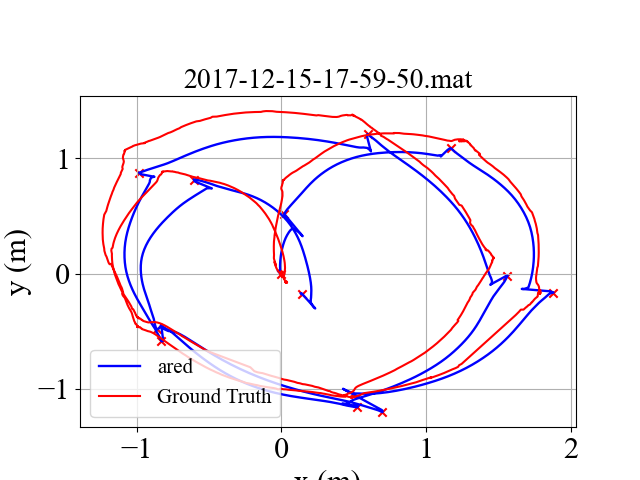 2017-12-15-17-59-50.mat
y (m)
1
0
−1
ared
Ground Truth
−1
0
1
2
x (m)